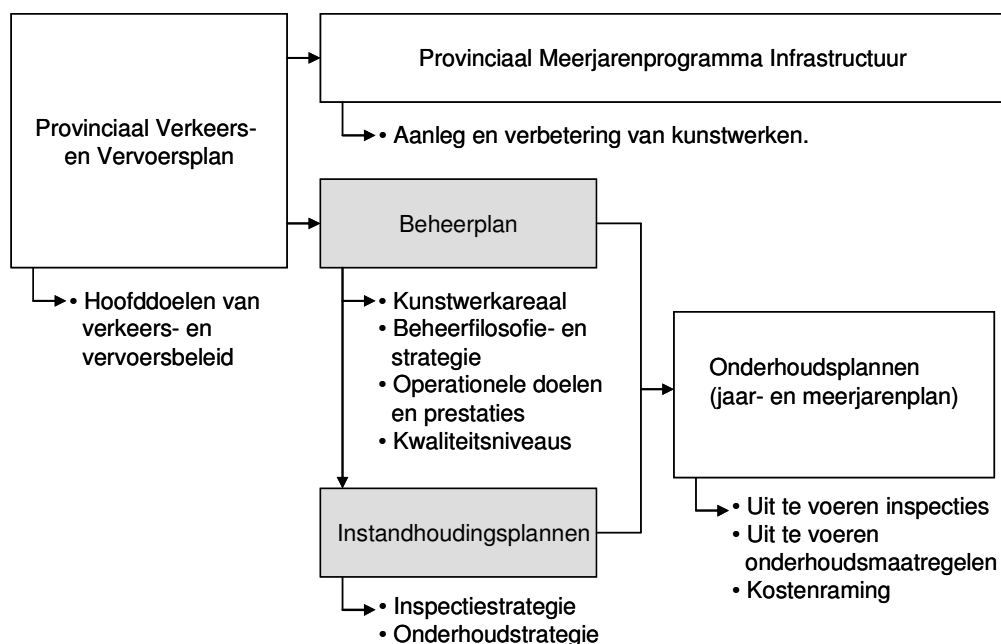 Provinciaal Meerjarenprogramma Infrastructuur
Provinciaal Verkeers-
en Vervoersplan
• Aanleg en verbetering van kunstwerken.
Beheerplan
• Hoofddoelen van
verkeers- en
vervoersbeleid
• Kunstwerkareaal
• Beheerfilosofie- en
strategie
• Operationele doelen
en prestaties
• Kwaliteitsniveaus
Onderhoudsplannen
(jaar- en meerjarenplan)
Instandhoudingsplannen
• Uit te voeren inspecties
• Uit te voeren
onderhoudsmaatregelen
• Kostenraming
• Inspectiestrategie
• Onderhoudstrategie